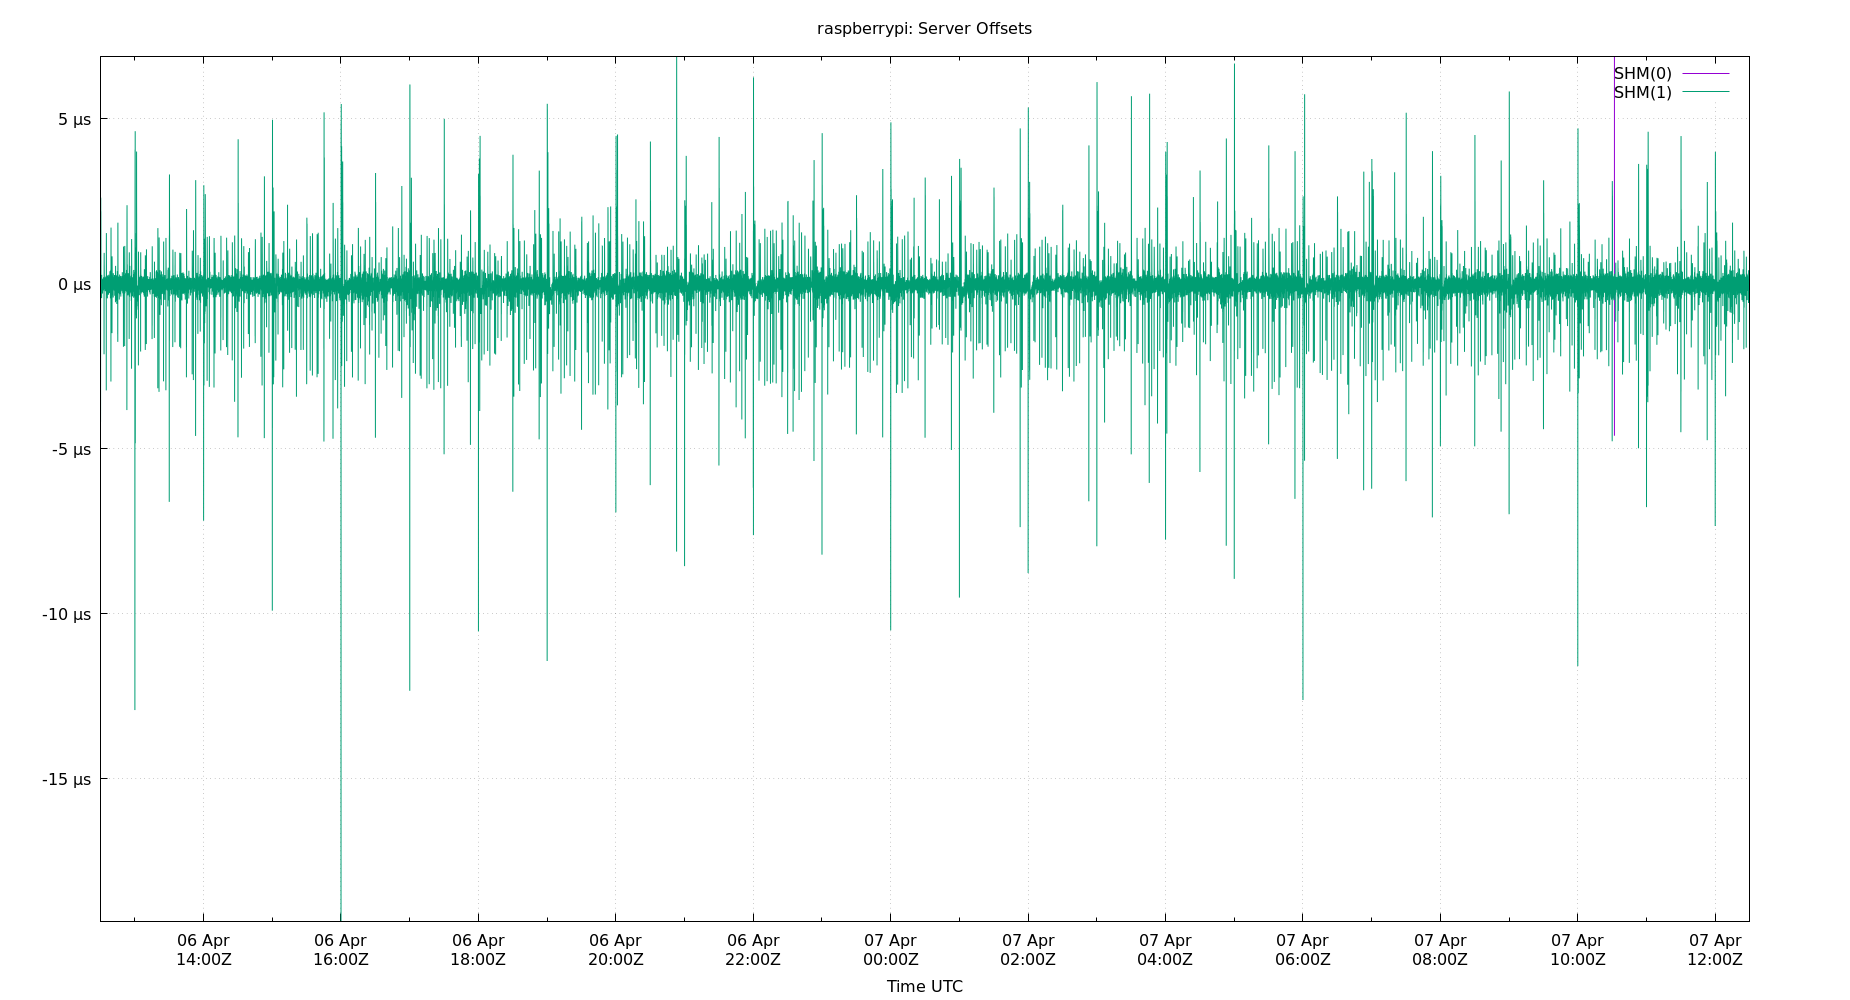 raspberrypi: Server Offsets
SHM(0)
SHM(1)
5 µs
0 µs
-5 µs
-10 µs
-15 µs
06 Apr 06 Apr 06 Apr 06 Apr 06 Apr 07 Apr 07 Apr 07 Apr 07 Apr 07 Apr 07 Apr 07 Apr
14:00Z 16:00Z 18:00Z 20:00Z 22:00Z 00:00Z 02:00Z 04:00Z 06:00Z 08:00Z 10:00Z 12:00Z
Time UTC